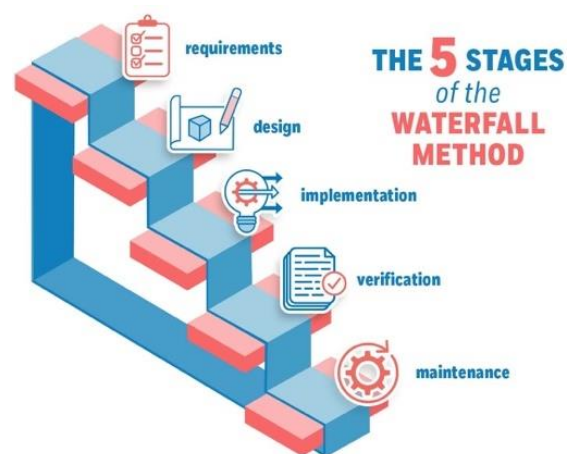 THE 5 STAGES
of the
WATERFALL
METHOD
requirements
design
implementation
verification
maintenance